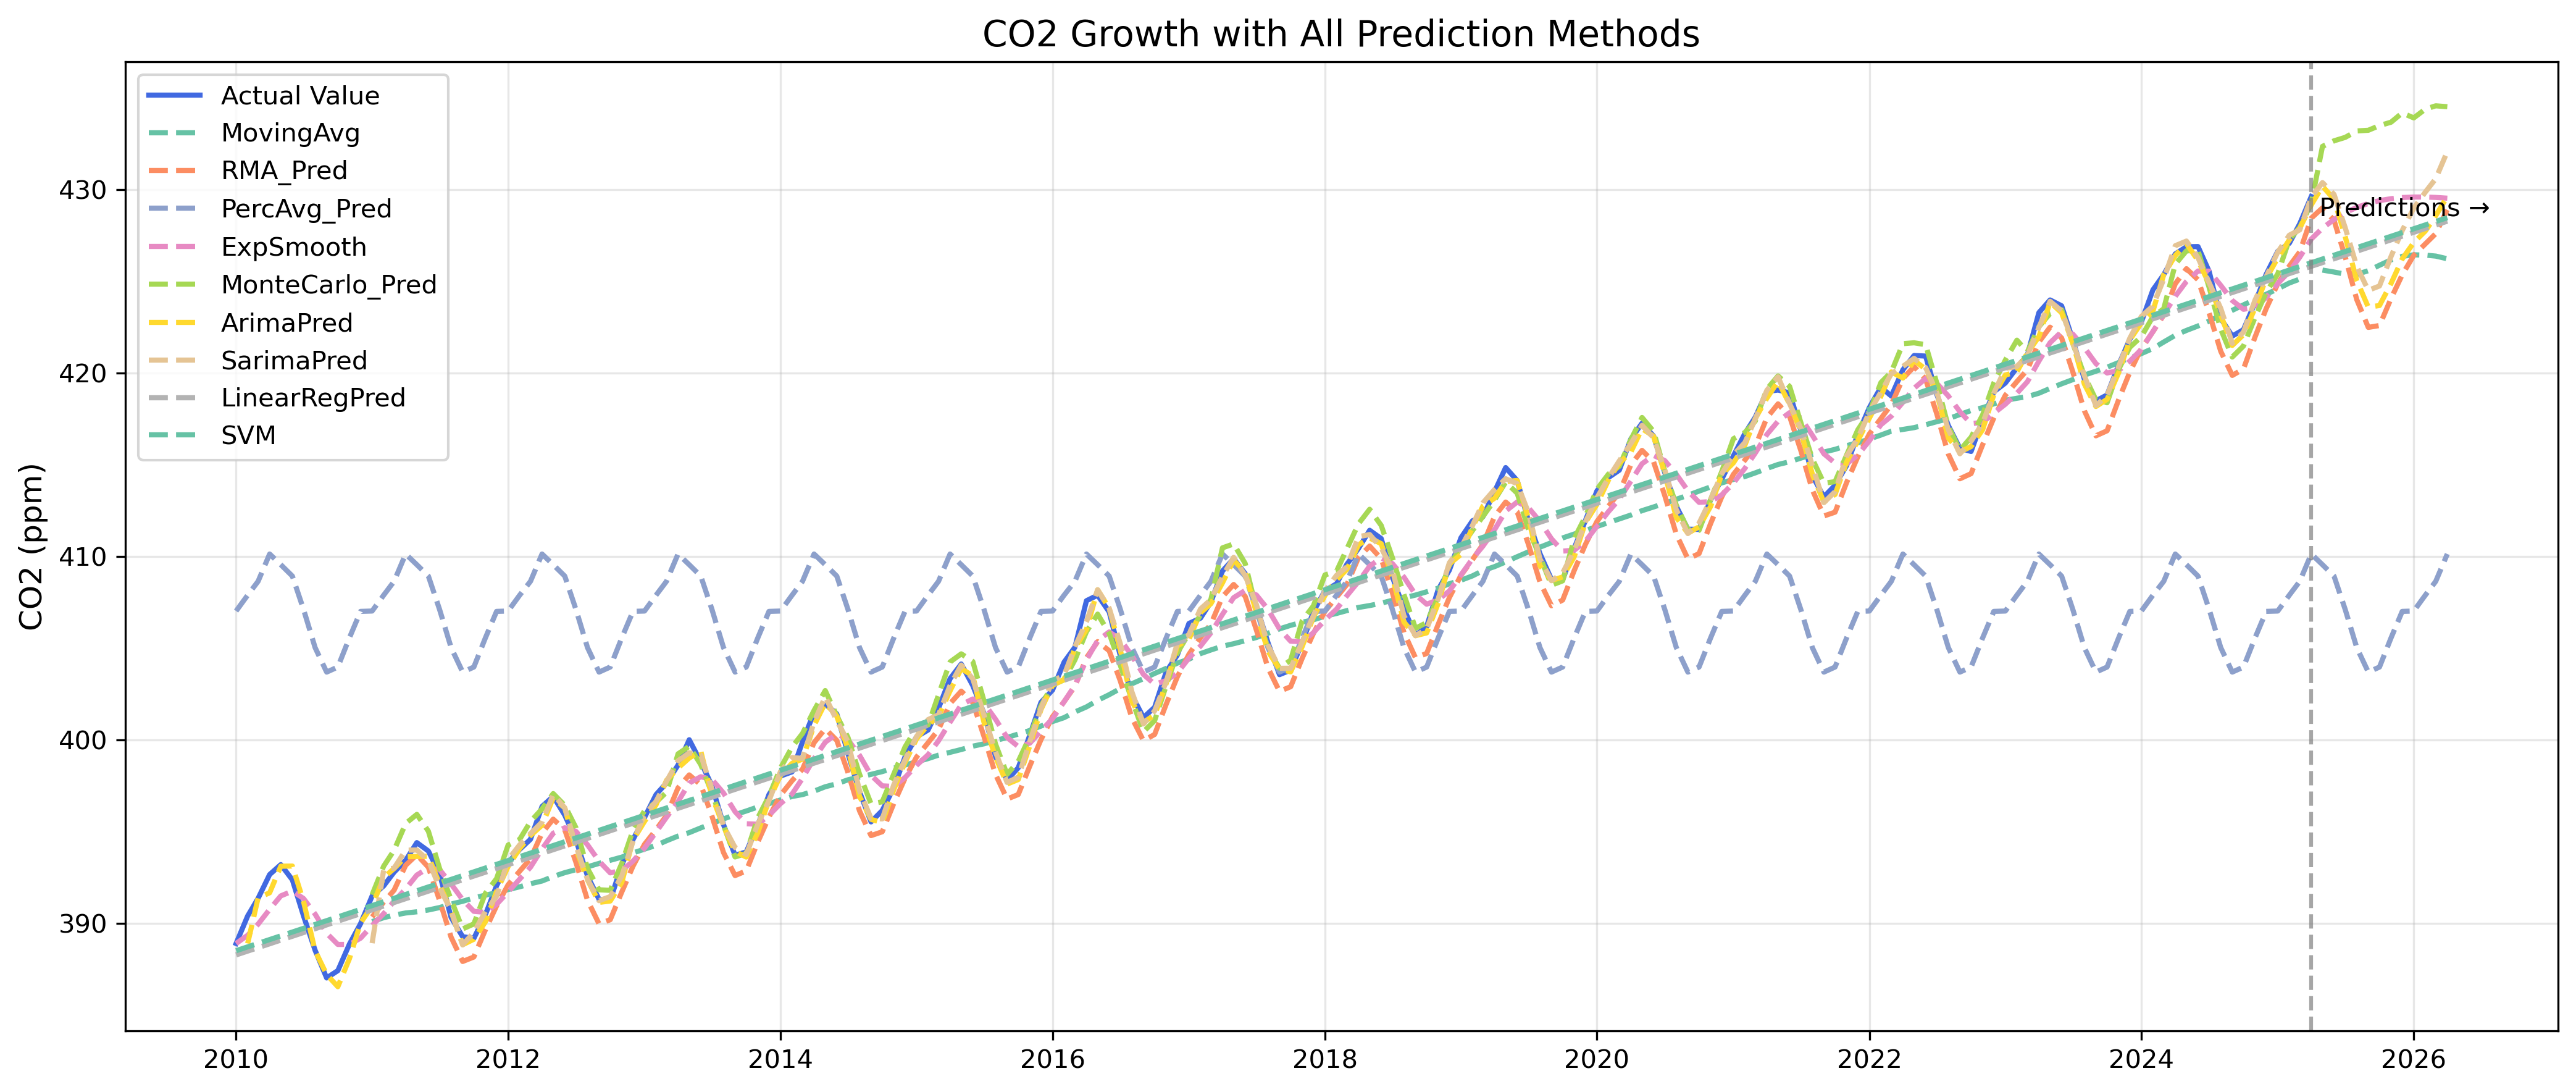 CO2 Growth with All Prediction Methods
Actual Value
MovingAvg
RMA_Pred
PercAvg_Pred
ExpSmooth
MonteCarlo_Pred
ArimaPred
SarimaPred
LinearRegPred
SVM
Predictions →
CO2 (ppm)
430
420
410
400
390
2010 2012 2014 2016 2018 2020 2022 2024 2026